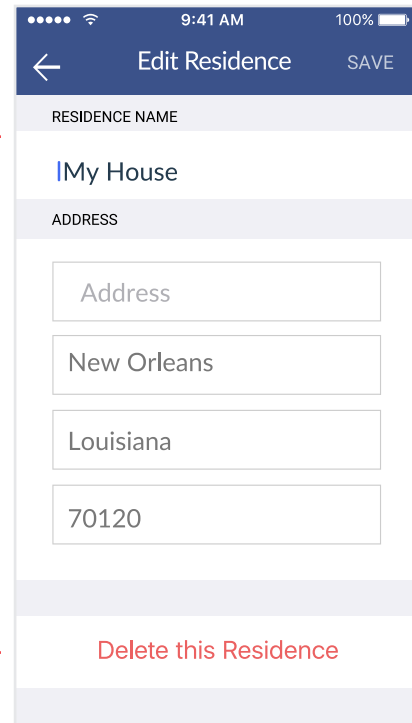 9:41 AM 100%
Edit Residence SAVE
RESIDENCE NAME
My House
ADDRESS
Address
New Orleans
Louisiana
70120
Delete this Residence